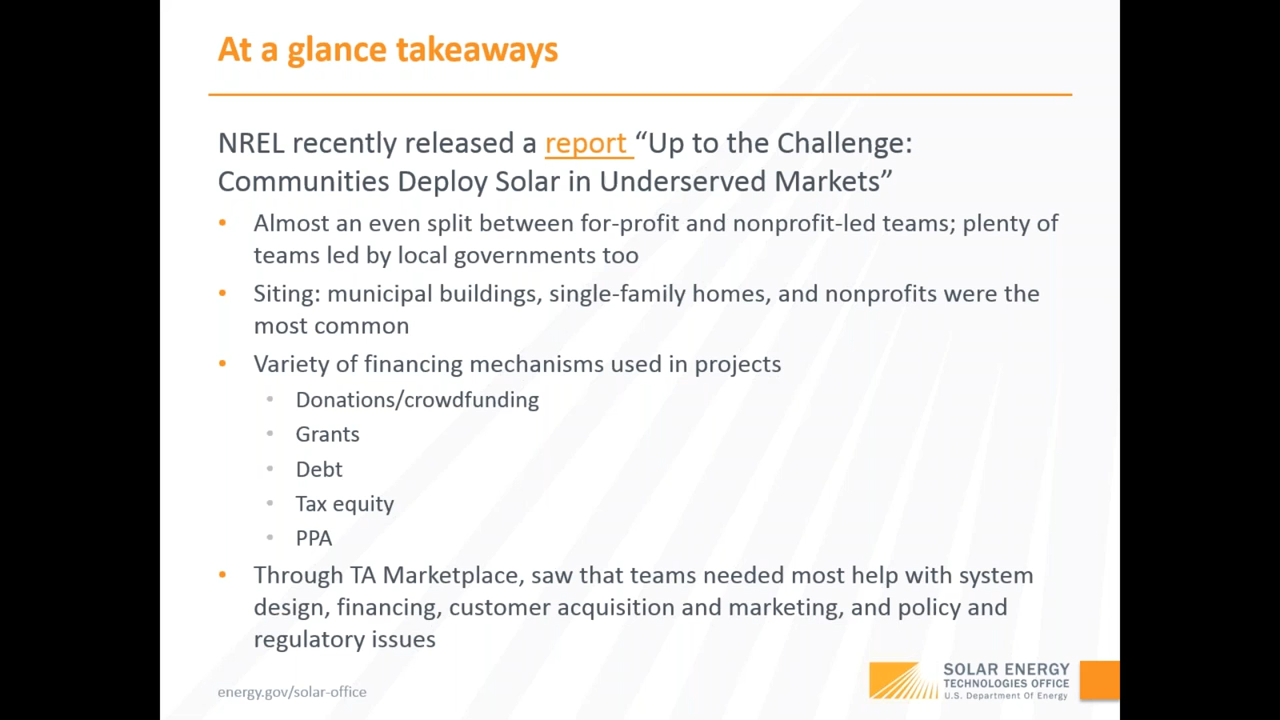 At a glance takeaways
NREL recently released a report “Up to the Challenge:
Communities Deploy Solar in Underserved Markets”
• Almost an even split between for-profit and nonprofit-led teams; plenty of
teams led by local governments too
• Siting: municipal buildings, single-family homes, and nonprofits were the
most common
• Variety of financing mechanisms used in projects
• Donations/crowdfunding
• Grants
• Debt
• Tax equity
• PPA
• Through TA Marketplace, saw that teams needed most help with system
design, financing, customer acquisition and marketing, and policy and
regulatory issues
energy.gov/solar-office
SOLAR ENERGY
TECHNOLOGIES OFFICE
U.S. Department Of Energy